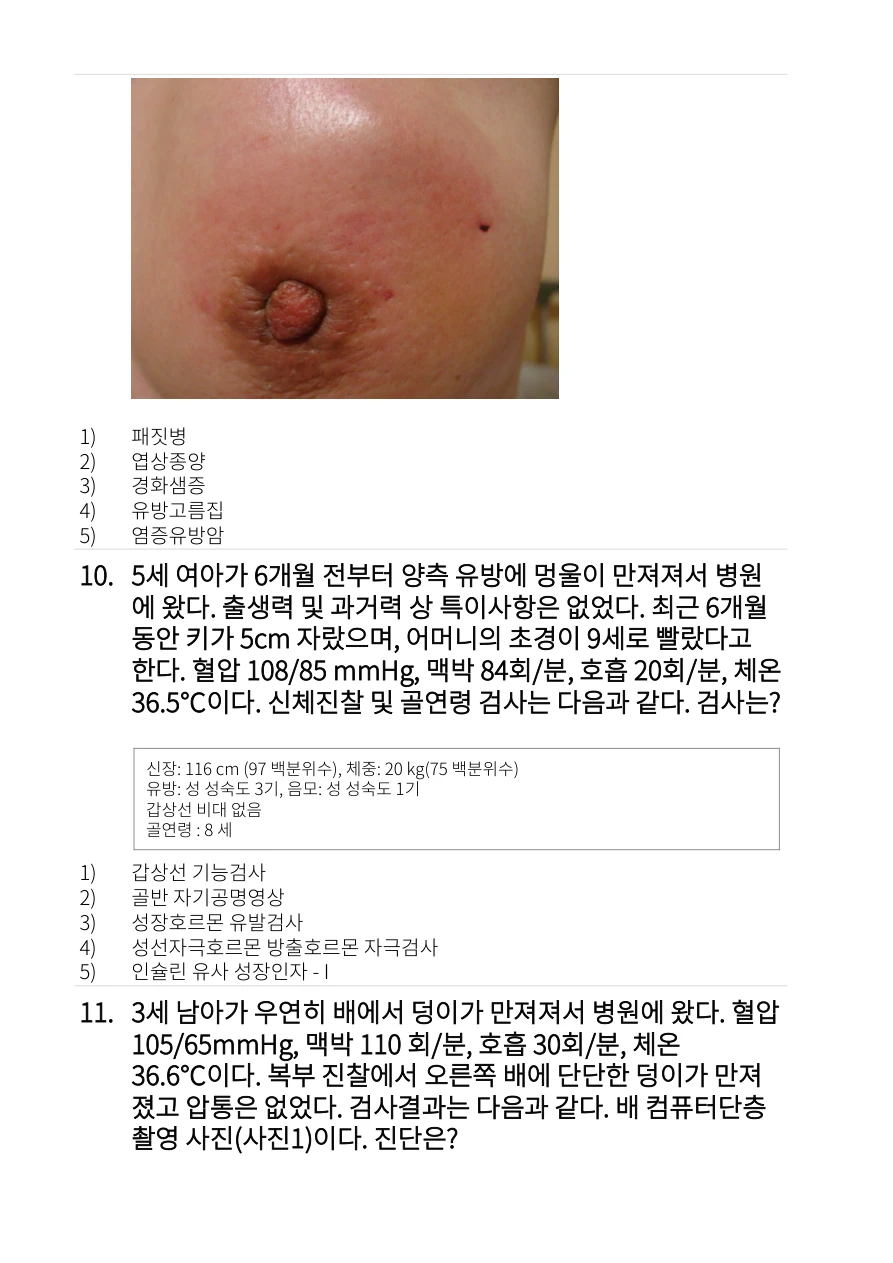 1) 패짓병
2) 엽상종양
3) 경화샘증
4) 유방고름집
5) 염증유방암
10. 5세 여아가 6개월 전부터 양측 유방에 멍울이 만져져서 병원
에 왔다. 출생력 및 과거력 상 특이사항은 없었다. 최근 6개월
동안 키가 5cm 자랐으며, 어머니의 초경이 9세로 빨랐다고
한다. 혈압 108/85 mmHg, 맥박 84회/분, 호흡 20회/분, 체온
36.5°C이다. 신체진찰 및 골연령 검사는 다음과 같다. 검사는?
신장: 116 cm (97 백분위수), 체중: 20 kg(75 백분위수)
유방: 성 성숙도 3기, 음모: 성 성숙도 1기
갑상선 비대 없음
골연령 : 8 세
1) 갑상선 기능검사
2) 골반 자기공명영상
3) 성장호르몬 유발검사
4) 성선자극호르몬 방출호르몬 자극검사
5) 인슐린 유사 성장인자 - I
11. 3세 남아가 우연히 배에서 덩이가 만져져서 병원에 왔다. 혈압
105/65mmHg, 맥박 110 회/분, 호흡 30회/분, 체온
36.6°C이다. 복부 진찰에서 오른쪽 배에 단단한 덩이가 만져
졌고 압통은 없었다. 검사결과는 다음과 같다. 배 컴퓨터단층
촬영 사진(사진1)이다. 진단은?